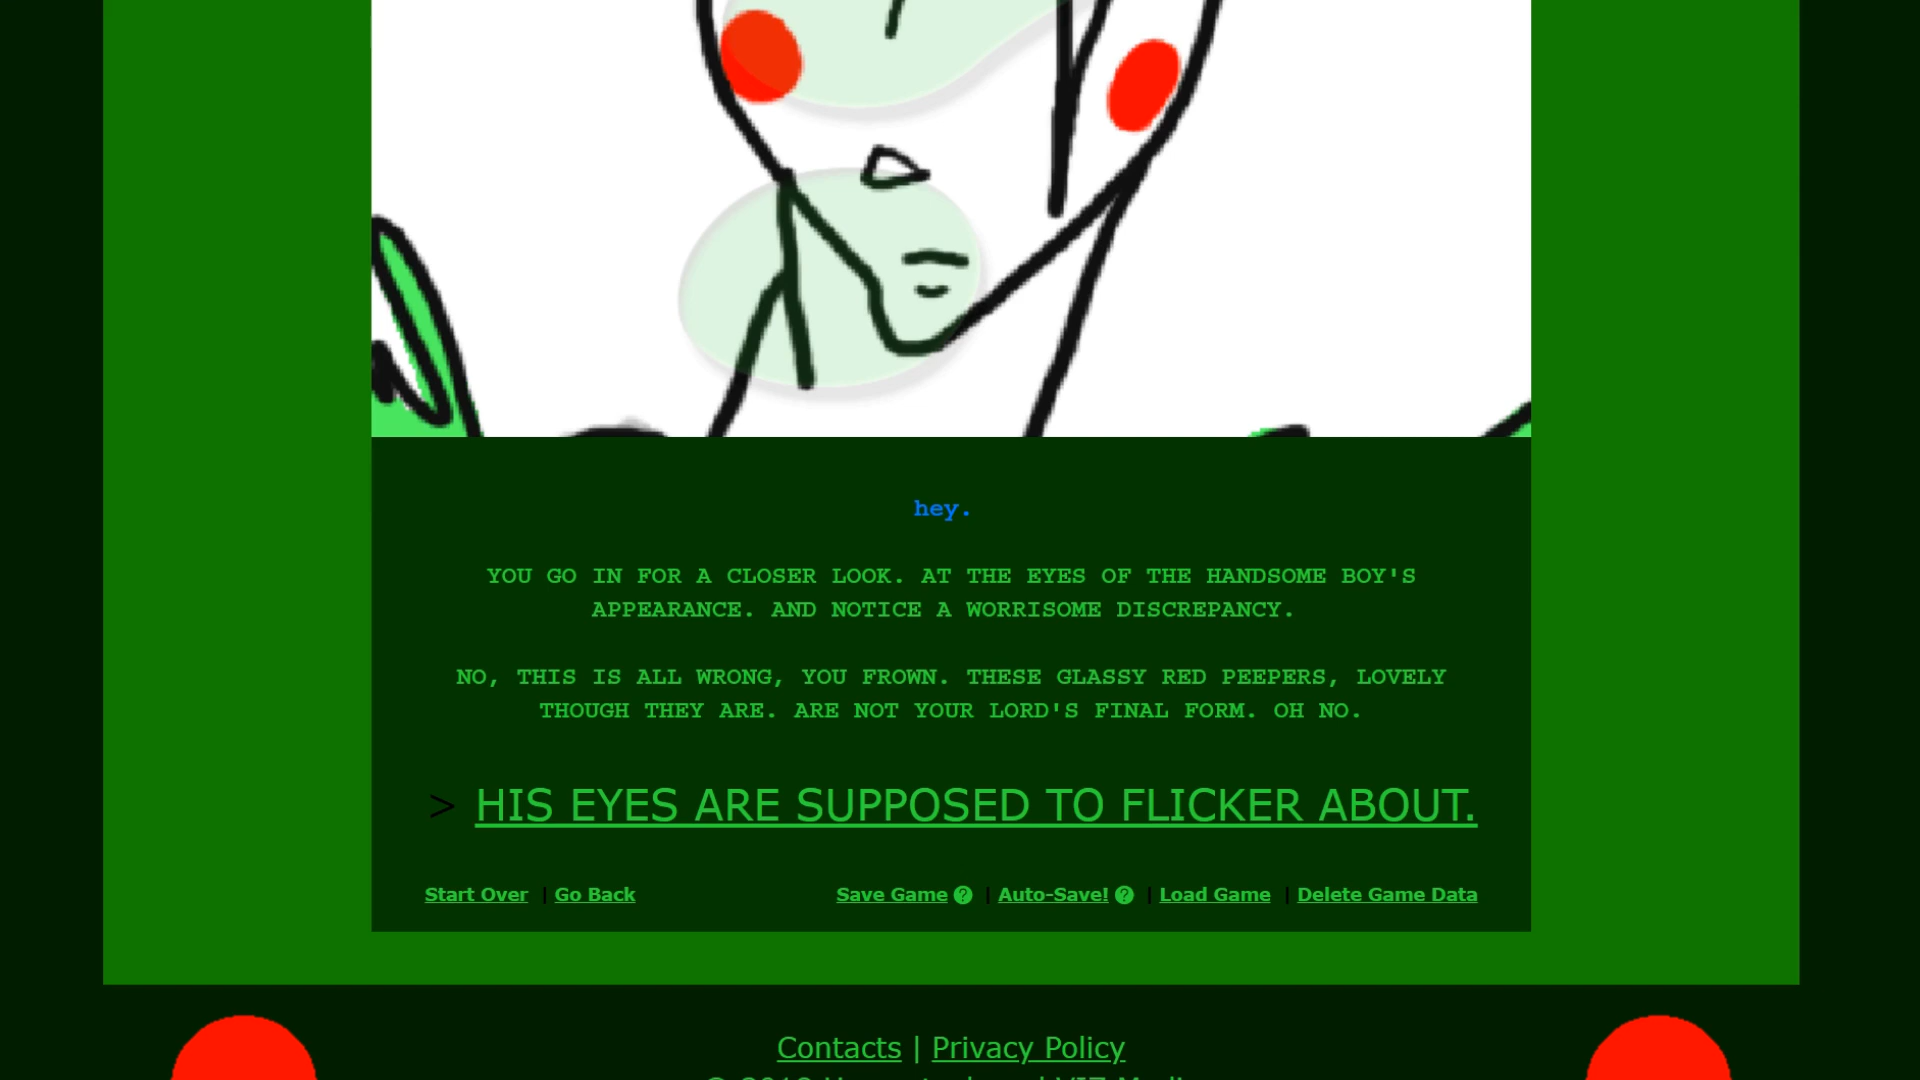 hey.
YOU GO IN FOR A CLOSER LOOK. AT THE EYES OF THE HANDSOME BOY'S
APPEARANCE. AND NOTICE A WORRISOME DISCREPANCY.
NO, THIS IS ALL WRONG, YOU FROWN. THESE GLASSY RED PEEPERS, LOVELY
THOUGH THEY ARE. ARE NOT YOUR LORD'S FINAL FORM. OH NO.
> HIS EYES ARE SUPPOSED TO FLICKER ABOUT.
Start Over | Go Back Save Game ? | Auto-Save! ? | Load Game | Delete Game Data
Contacts | Privacy Policy